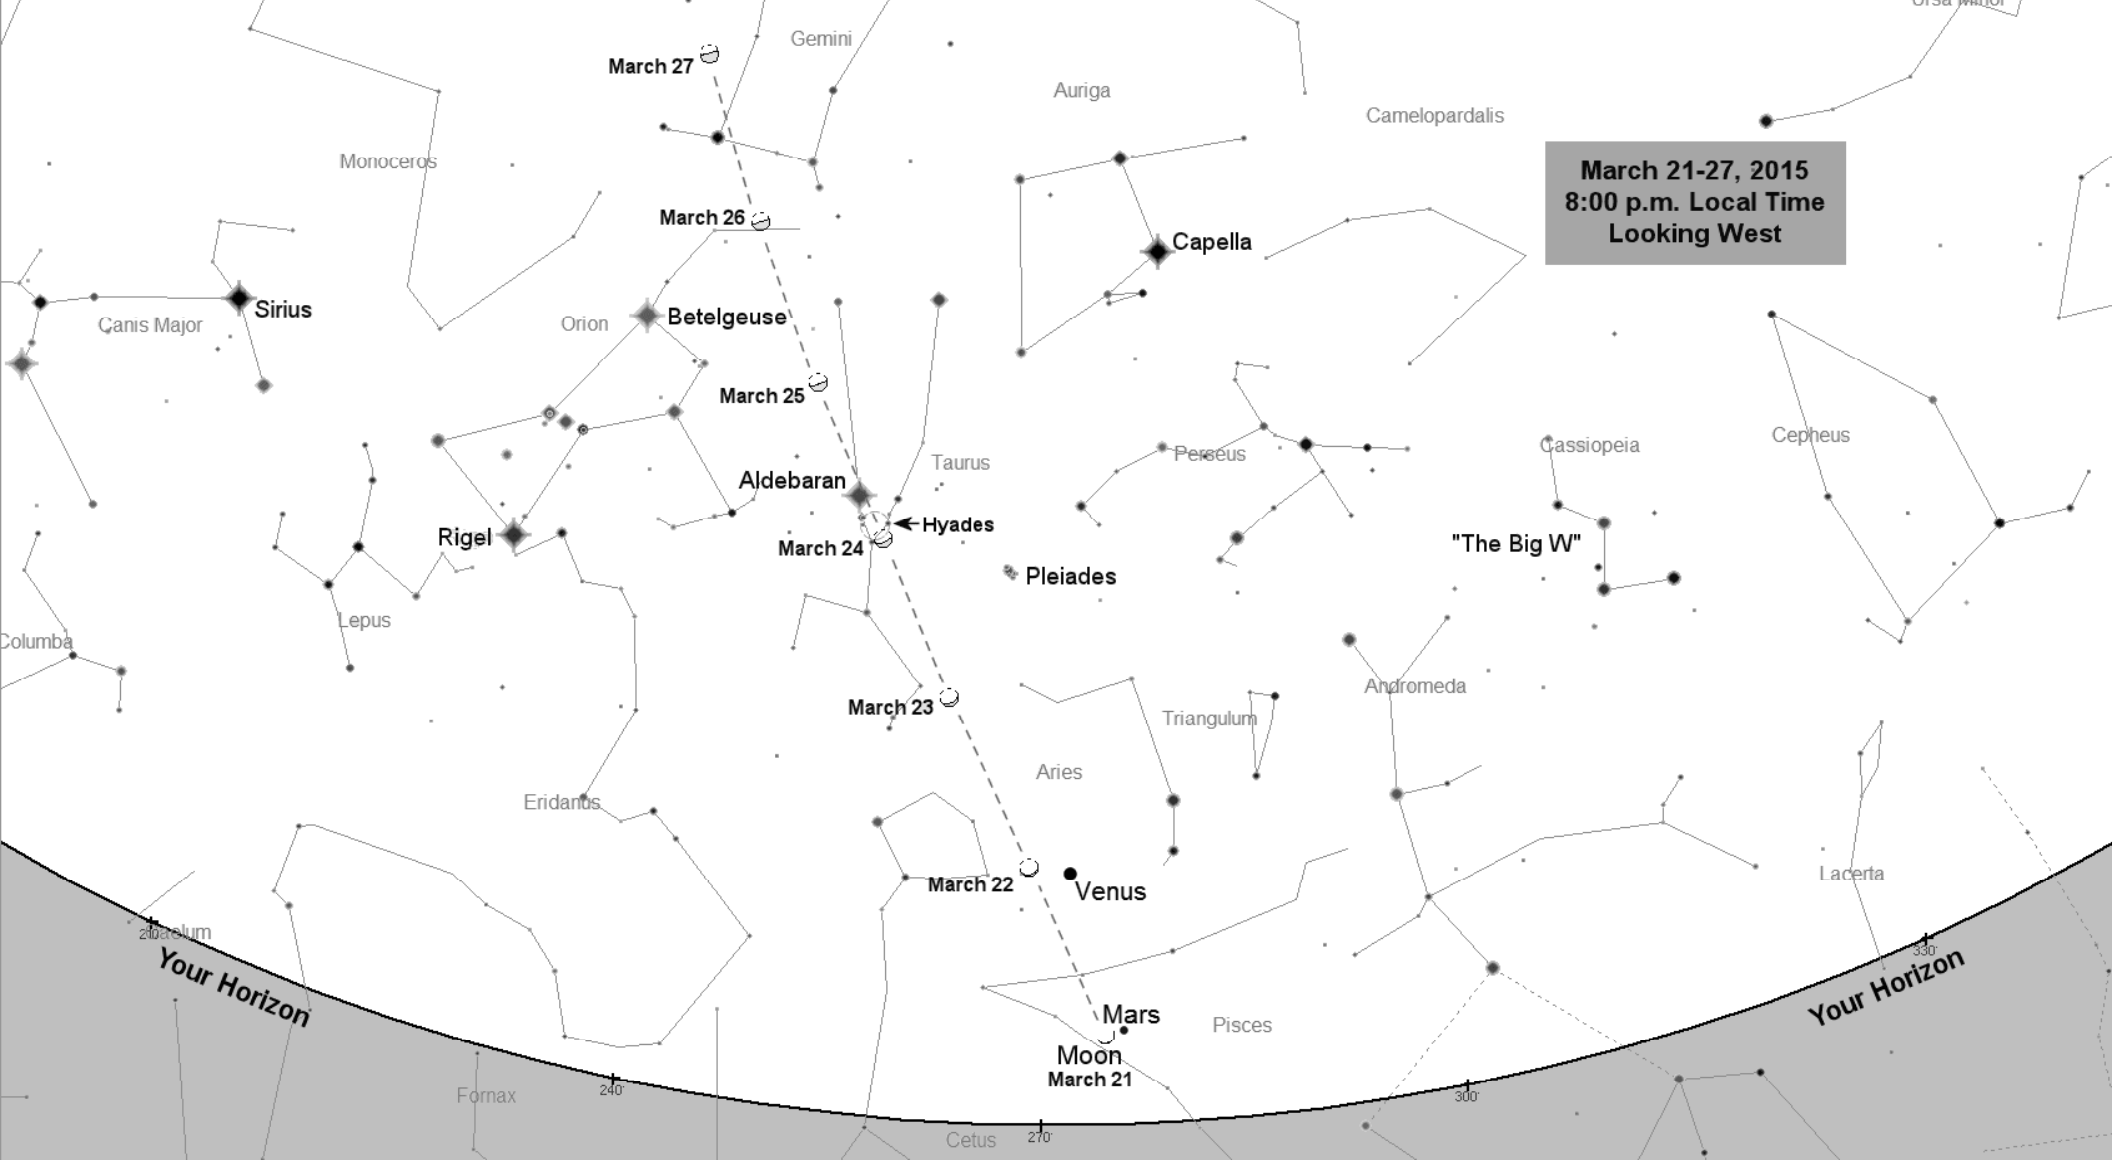 Ursa Minor
Gemini
March 27
Auriga
Camelopardalis
Monoceros
March 21-27, 2015
8:00 p.m. Local Time
Looking West
March 26
Capella
Sirius
Betelgeuse
Orion
Canis Major
March 25
Cassiopeia
Cepheus
Perseus
Taurus
Aldebaran
Hyades
Rigel
March 24
"The Big W"
Pleiades
Lepus
Columba
Andromeda
March 23
Triangulum
Aries
Eridanus
Lacerta
March 22
Venus
Caelum
330°
Your Horizon
Your Horizon
Mars
Pisces
Moon
March 21
240°
Fornax
300°
270°
Cetus